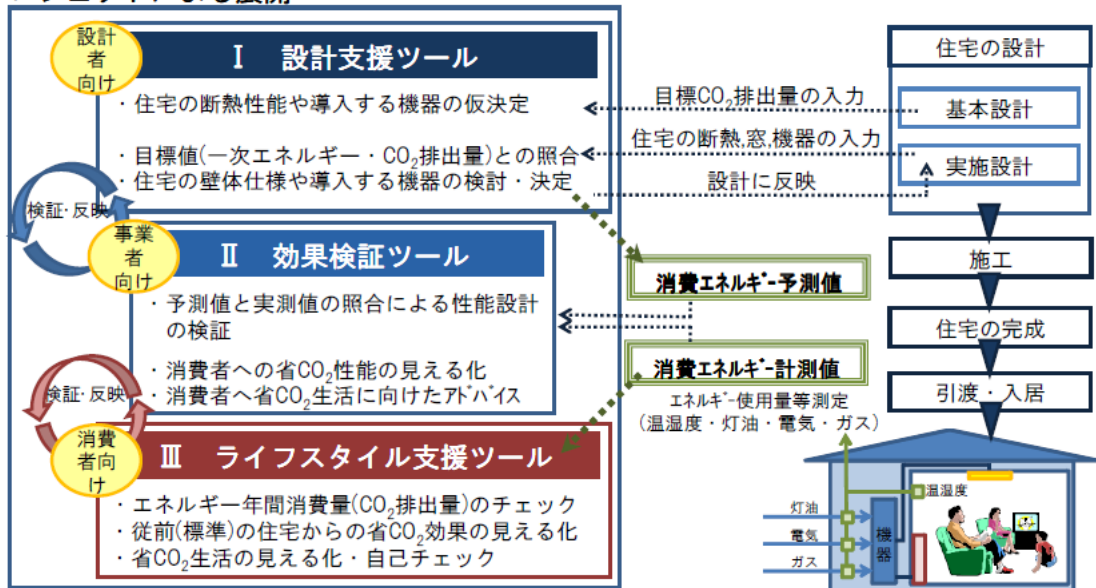 設計
者
向け
Ⅰ 設計支援ツール
・住宅の断熱性能や導入する機器の仮決定
・目標値(一次エネルギー・CO₂排出量)との照合
・住宅の壁体仕様や導入する機器の検討・決定
検証・反映
事業
者
向け
Ⅱ 効果検証ツール
・予測値と実測値の照合による性能設計
の検証
・消費者への省CO₂性能の見える化
・消費者へ省CO₂生活に向けたアドバイス
検証・反映
消費
者向
け
Ⅲ ライフスタイル支援ツール
・エネルギー年間消費量(CO₂排出量)のチェック
・従前(標準)の住宅からの省CO₂効果の見える化
・省CO₂生活の見える化・自己チェック
目標CO₂排出量の入力
住宅の断熱,窓,機器の入力
設計に反映
消費エネルギー予測値
消費エネルギー計測値
エネルギー使用量等測定
(温湿度・灯油・電気・ガス)
住宅の設計
基本設計
実施設計
施工
住宅の完成
引渡・入居
温湿度
灯油
電気
ガス
機
器